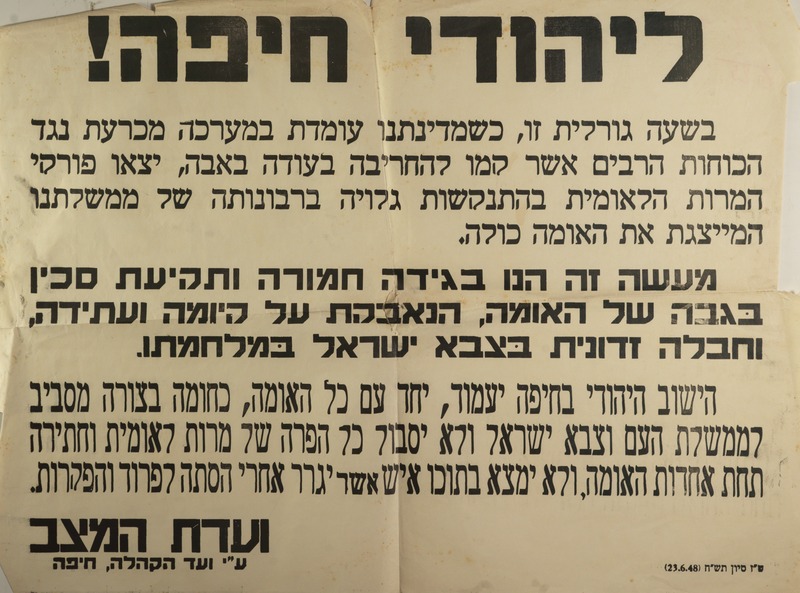 ליהודי חיפה!
בשעה גורלית זו, כשמדינתנו עומדת במערכה מכרעת נגד
הכוחות הרבים אשר קמו להחריבה בעודה באבה, יצאו פורקי
המרות הלאומית בהתנקשות גלויה ברבונותה של ממשלתנו
המייצגת את האומה כולה.
מעשה זה הנו בגידה חמורה ותקיעת סכין
בגבה של האומה, הנאבקת על קיומה ועתידה,
וחבלה זדונית בצבא ישראל במלחמתו.
הישוב היהודי בחיפה יעמוד, יחד עם כל האומה, כחומה בצורה מסביב
לממשלת העם וצבא ישראל ולא יסבול כל הפרה של מרות לאומית וחתירה
תחת אחדות האומה, ולא ימצא בתוכו איש אשר יגרר אחרי הסתה לפרוד והפקרות.
ועדת המצב
ע"י ועד הקהלה, חיפה
ט"ז סיון תש"ח (23.6.48)